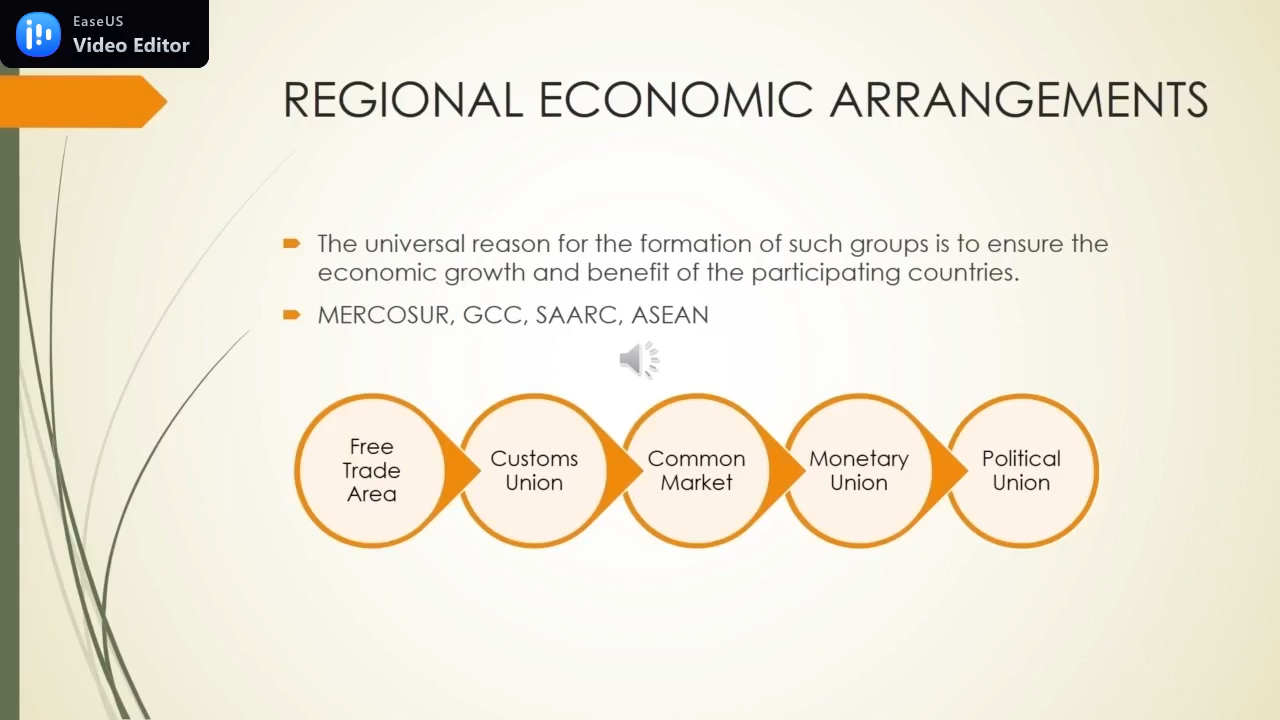 EaseUS
Video Editor
REGIONAL ECONOMIC ARRANGEMENTS
The universal reason for the formation of such groups is to ensure the
economic growth and benefit of the participating countries.
MERCOSUR, GCC, SAARC, ASEAN
Free
Trade
Area
Customs
Union
Common
Market
Monetary
Union
Political
Union